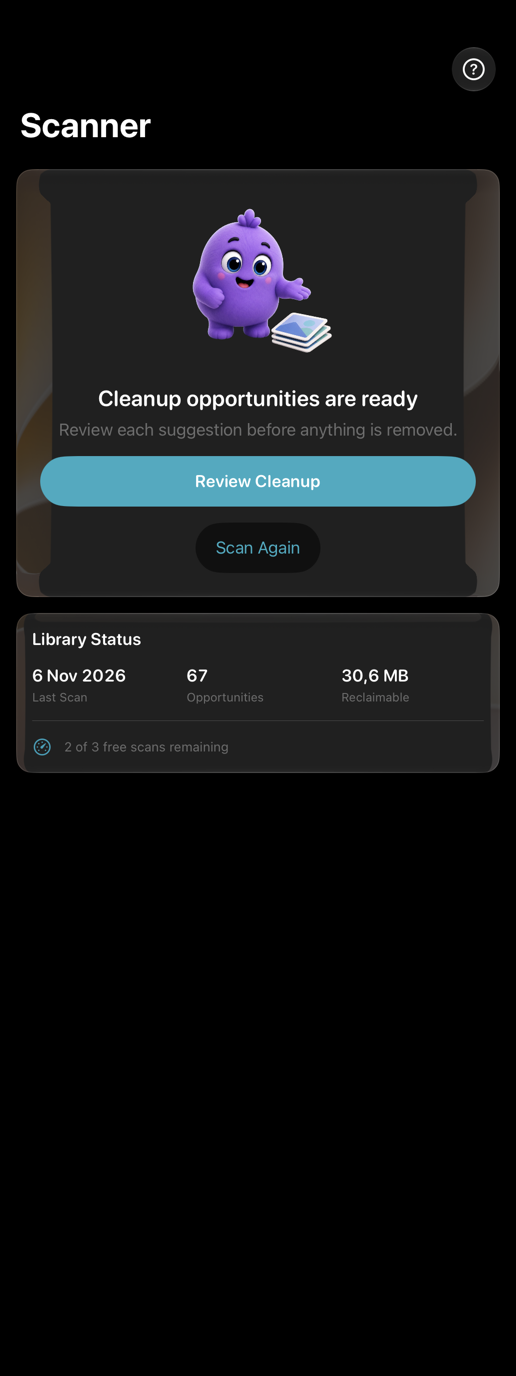 ?
Scanner
Cleanup opportunities are ready
Review each suggestion before anything is removed.
Review Cleanup
Scan Again
Library Status
6 Nov 2026 67 30,6 MB
Last Scan Opportunities Reclaimable
2 of 3 free scans remaining